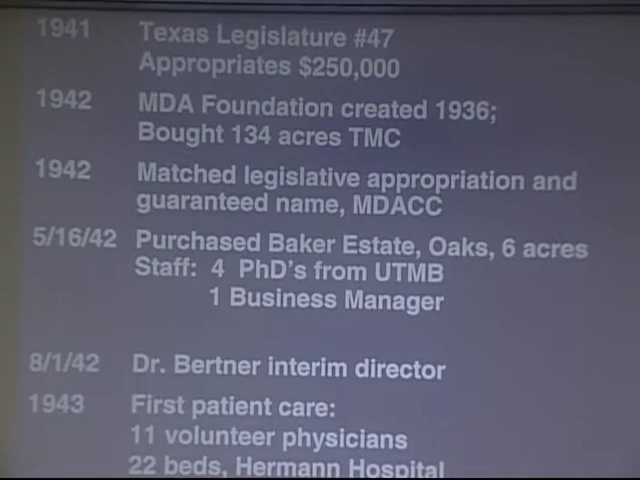 1941 Texas Legislature #47
Appropriates $250,000
1942 MDA Foundation created 1936;
Bought 134 acres TMC
1942 Matched legislative appropriation and
guaranteed name, MDACC
5/16/42 Purchased Baker Estate, Oaks, 6 acres
Staff: 4 PhD's from UTMB
1 Business Manager
8/1/42 Dr. Bertner interim director
1943 First patient care:
11 volunteer physicians
22 beds, Hermann Hospital